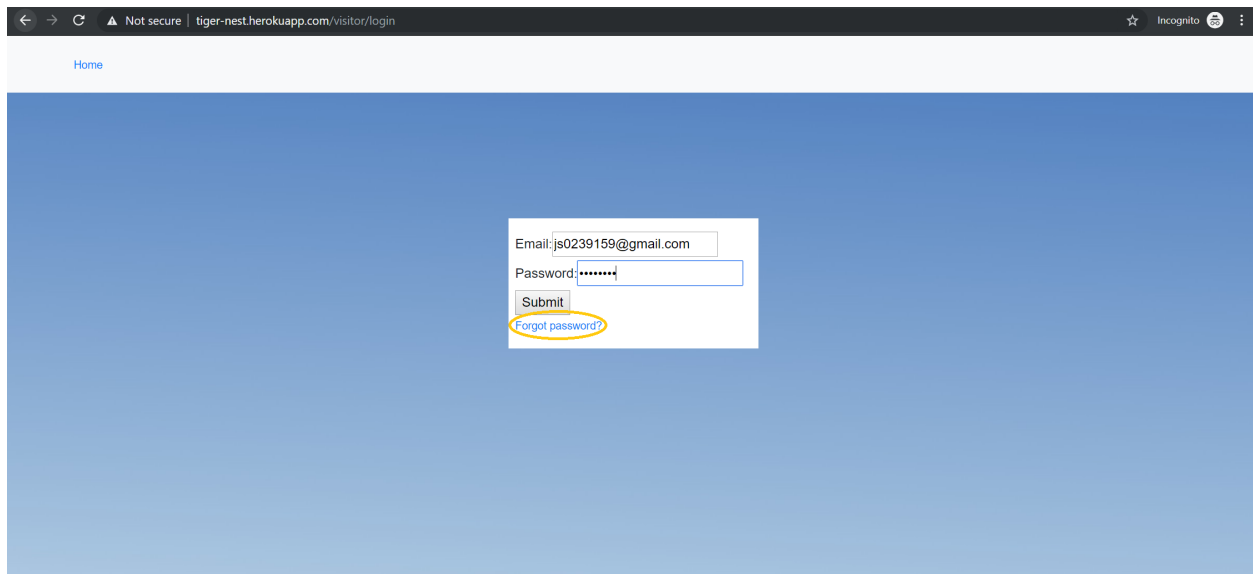 Not secure | tiger-nest.herokuapp.com/visitor/login Incognito
Home
Email: js0239159@gmail.com
Password: ••••••••
Submit
Forgot password?